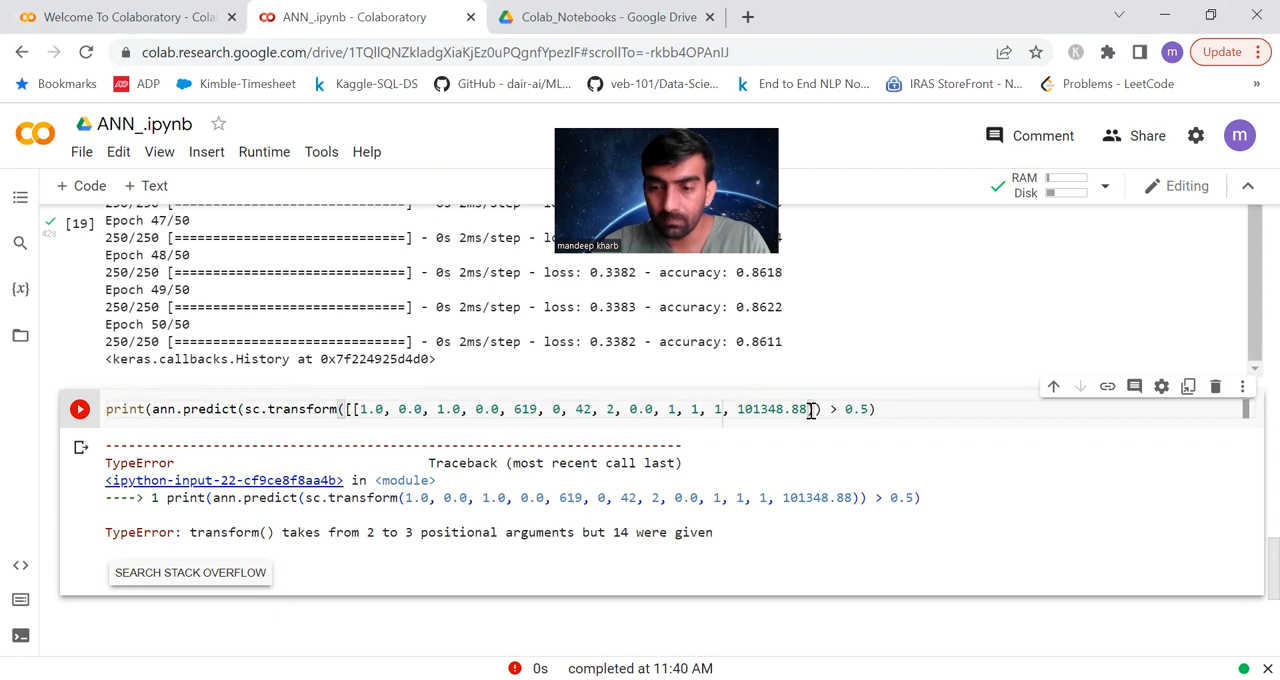 Welcome To Colaboratory - Cola
ANN_.ipynb - Colaboratory
Colab_Notebooks - Google Drive
colab.research.google.com/drive/1TQllQNZkladgXiaKjEz0uPQgnfYpezlF#scrollTo=-rkbb4OPAnIJ
K
m
Update
Bookmarks
ADP
Kimble-Timesheet
Kaggle-SQL-DS
GitHub - dair-ai/ML...
veb-101/Data-Scie...
End to End NLP No...
IRAS StoreFront - N...
Problems - LeetCode
»
ANN_.ipynb
Comment
Share
m
File Edit View Insert Runtime Tools Help
+ Code + Text
RAM
Disk
Editing
[19]
42s
Epoch 47/50
250/250 [==============================] - 0s 2ms/step - lo
Epoch 48/50
250/250 [==============================] - 0s 2ms/step - loss: 0.3382 - accuracy: 0.8618
Epoch 49/50
250/250 [==============================] - 0s 2ms/step - loss: 0.3383 - accuracy: 0.8622
Epoch 50/50
250/250 [==============================] - 0s 2ms/step - loss: 0.3382 - accuracy: 0.8611
<keras.callbacks.History at 0x7f224925d4d0>
mandeep kharb
print(ann.predict(sc.transform([[1.0, 0.0, 1.0, 0.0, 619, 0, 42, 2, 0.0, 1, 1, 1, 101348.88]) > 0.5)
---------------------------------------------------------------------------
TypeError Traceback (most recent call last)
<ipython-input-22-cf9ce8f8aa4b> in <module>
----> 1 print(ann.predict(sc.transform(1.0, 0.0, 1.0, 0.0, 619, 0, 42, 2, 0.0, 1, 1, 1, 101348.88)) > 0.5)
TypeError: transform() takes from 2 to 3 positional arguments but 14 were given
SEARCH STACK OVERFLOW
0s completed at 11:40 AM